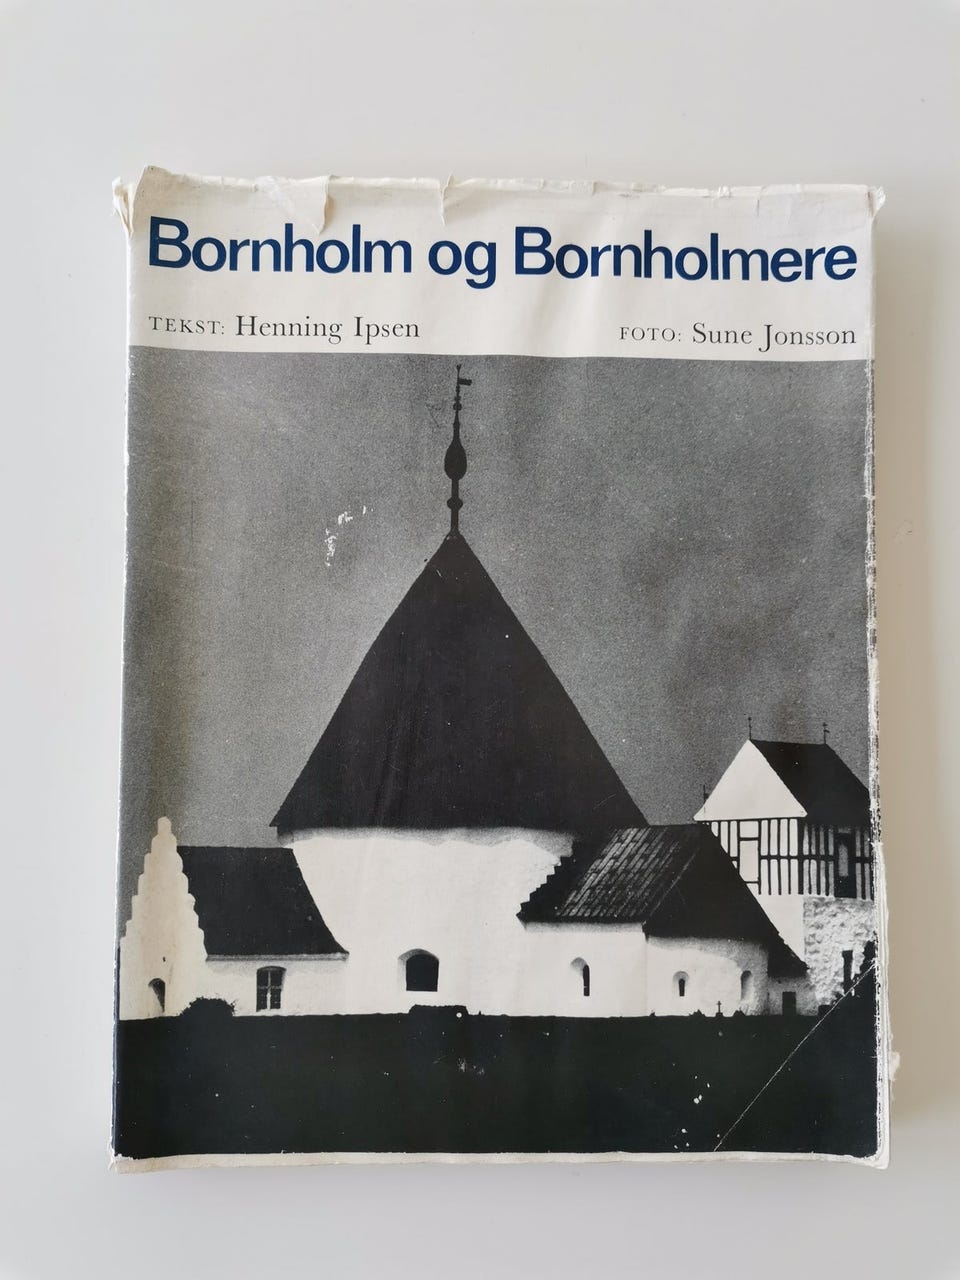 Bornholm og Bornholmere
TEKST: Henning Ipsen FOTO: Sune Jonsson